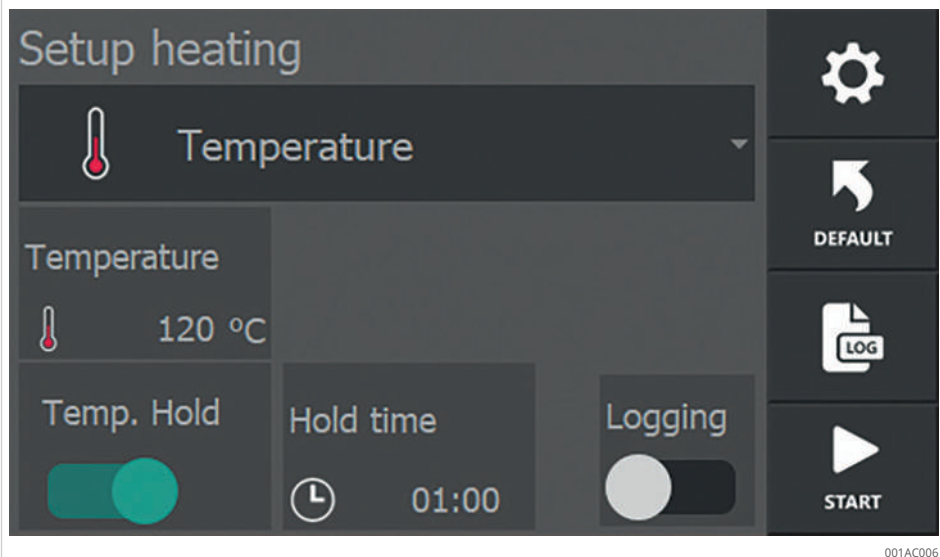 Setup heating
Temperature
Temperature
120 °C
Temp. Hold
Hold time
01:00
Logging
DEFAULT
LOG
START
001AC006